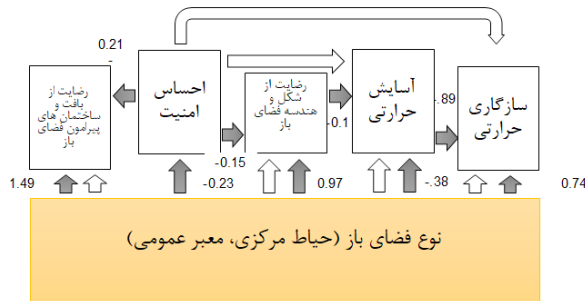 0.21
-
رضایت از
بافت و
ساختمان های
پیرامون فضای
باز
احساس
امنیت
رضایت از
شکل و
هندسه فضای
باز
آسایش
حرارتی
سازگاری
حرارتی
-.89
-0.1
-0.15
1.49
-0.23
0.97
-.38
0.74
نوع فضای باز (حیاط مرکزی، معبر عمومی)